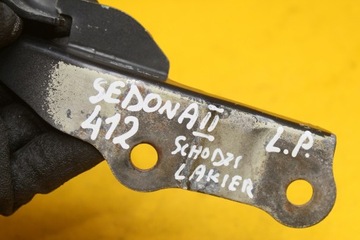 SEDONA II
412
L.P.
SCHODZI
LAKIER